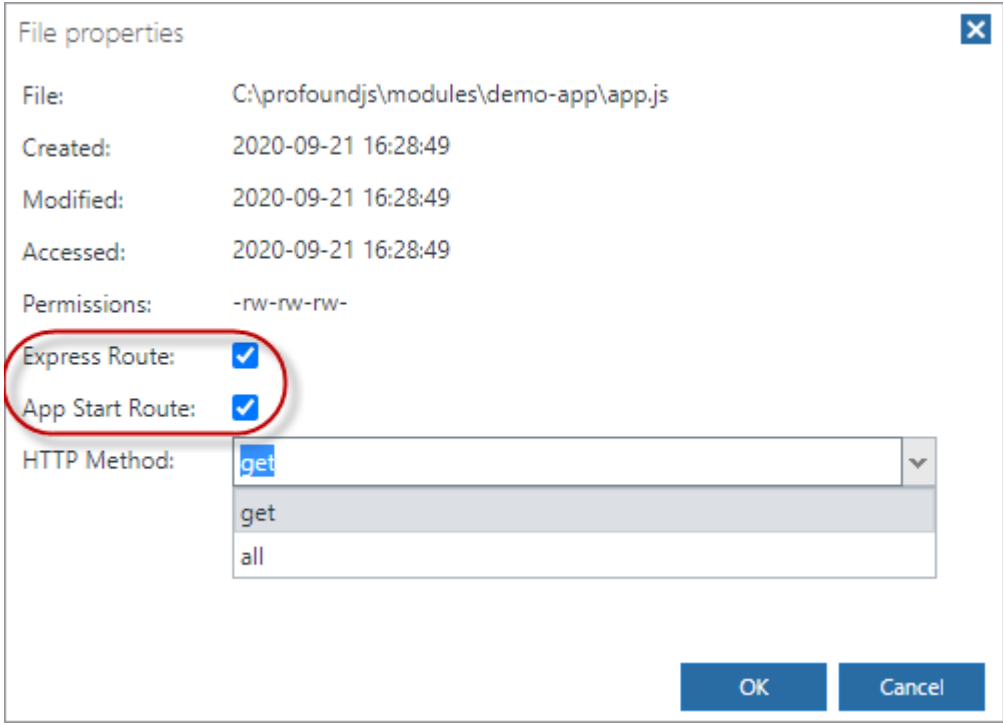 File properties
File: C:\profoundjs\modules\demo-app\app.js
Created: 2020-09-21 16:28:49
Modified: 2020-09-21 16:28:49
Accessed: 2020-09-21 16:28:49
Permissions: -rw-rw-rw-
Express Route:
App Start Route:
HTTP Method: get
get
all
OK Cancel